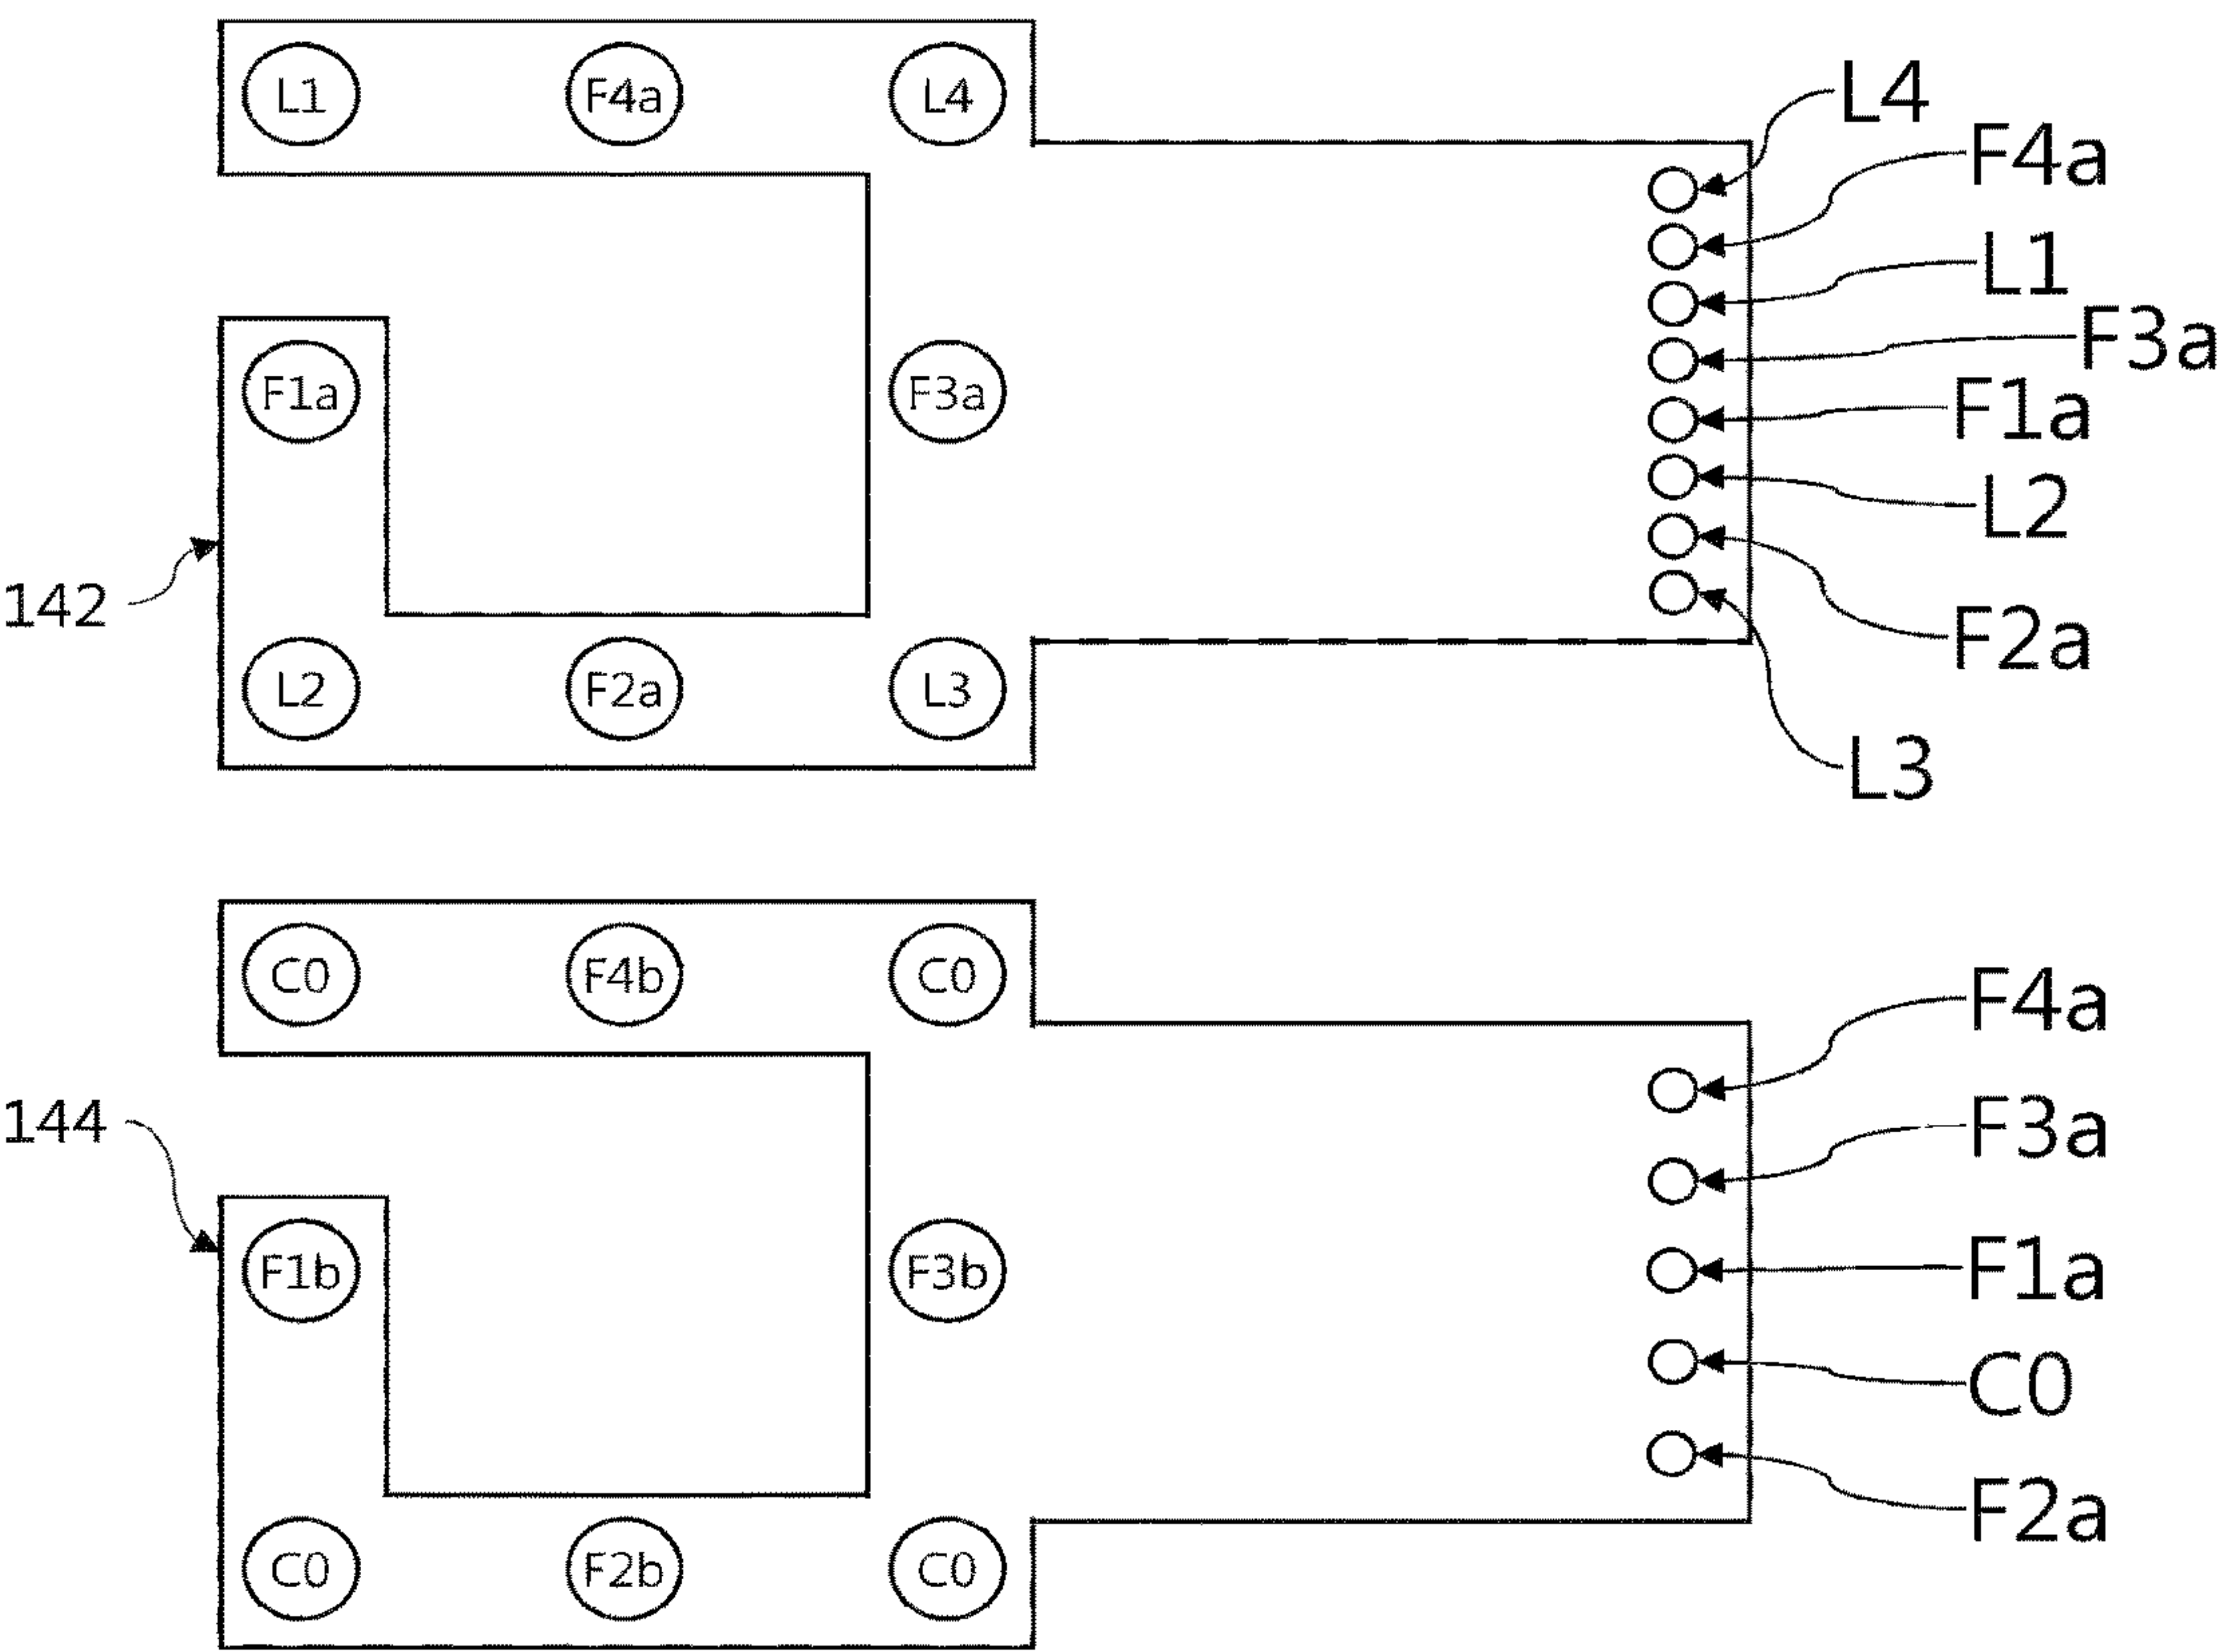 L1 F4a L4
L4
F4a
L1
F3a
F1a F3a
F1a
L2
142
F2a
L2 F2a L3
L3
C0 F4b C0
F4a
144
F3a
F1b F3b
F1a
C0
F2a
C0 F2b C0